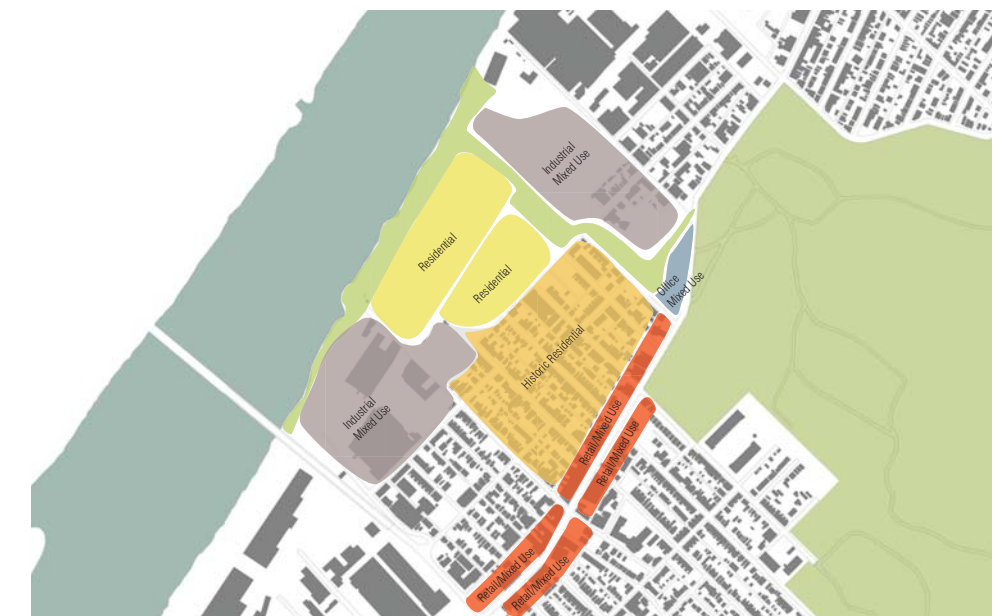 Industrial
Mixed Use
Residential
Residential
Office
Mixed Use
Historic Residential
Industrial
Mixed Use
Retail/Mixed Use
Retail/Mixed Use
Retail/Mixed Use
Retail/Mixed Use